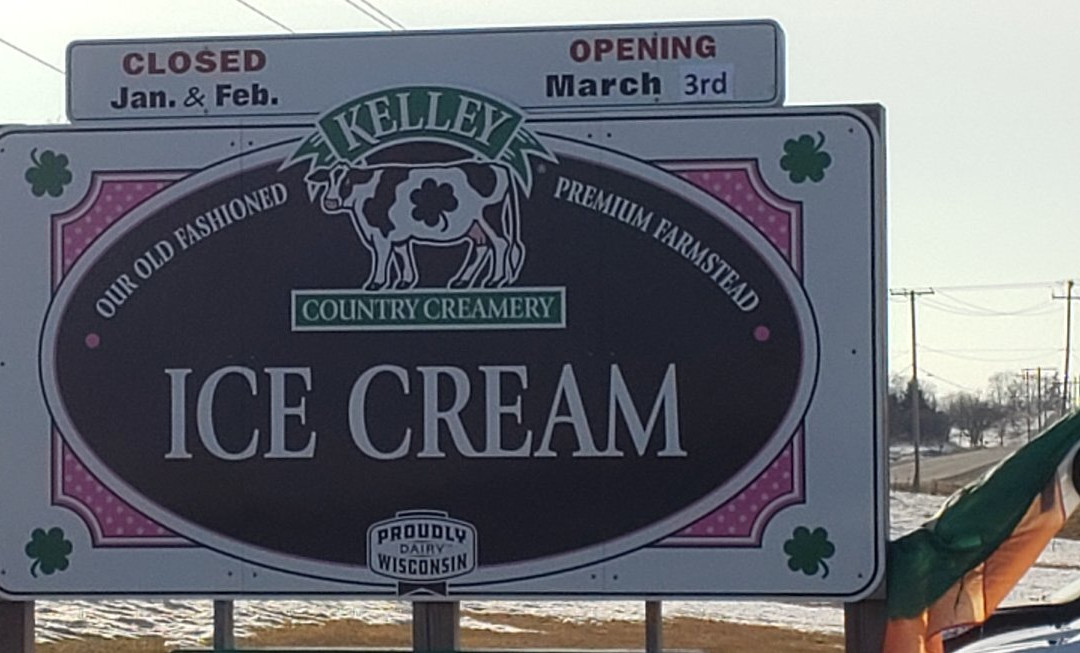 CLOSED
Jan. & Feb.
OPENING
March 3rd
KELLEY
OUR OLD FASHIONED
PREMIUM FARMSTEAD
COUNTRY CREAMERY
ICE CREAM
PROUDLY
DAIRY
WISCONSIN